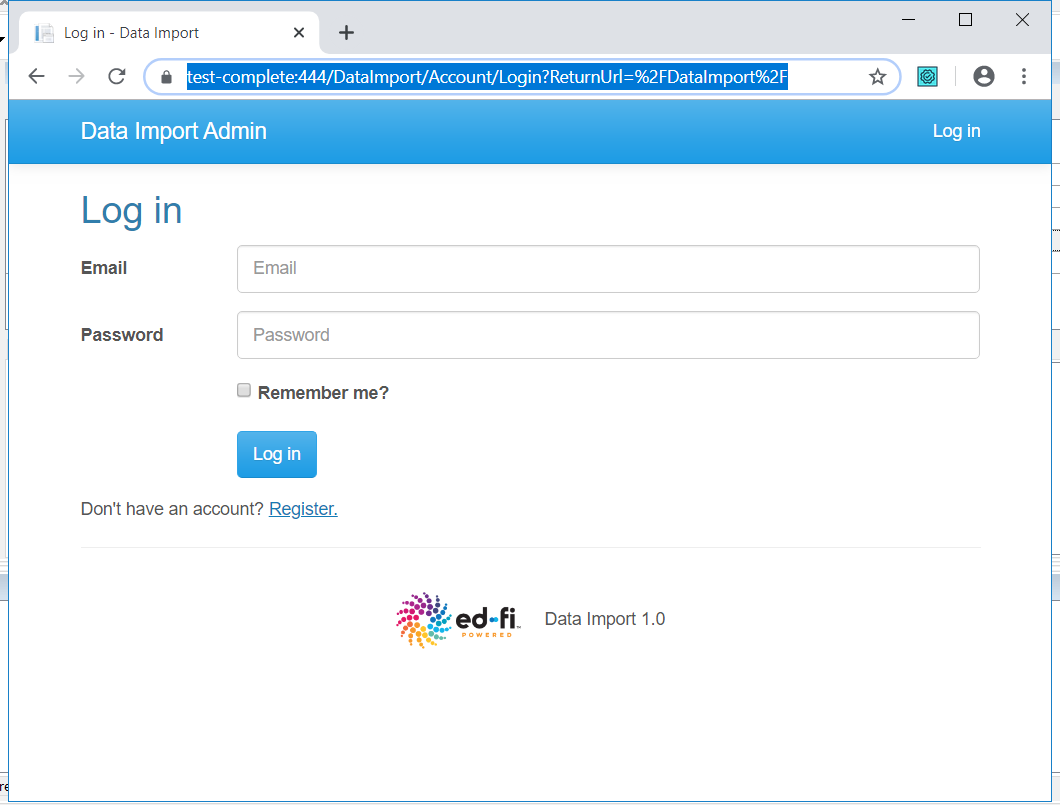 Log in - Data Import
test-complete:444/DataImport/Account/Login?ReturnUrl=%2FDataImport%2F
Data Import Admin Log in
Log in
Email Email
Password Password
Remember me?
Log in
Don't have an account? Register.
ed-fi POWERED Data Import 1.0